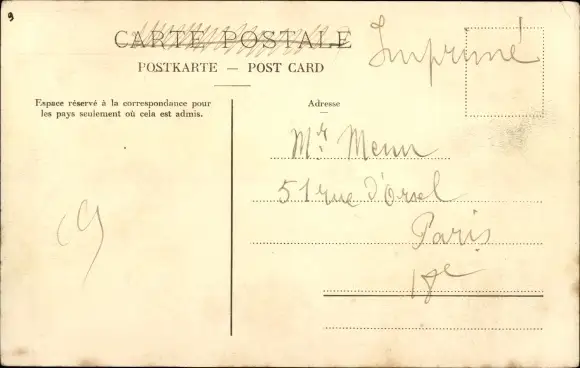 9
CARTE POSTALE
Imprimé
POSTKARTE — POST CARD
Espace réservé à la correspondance pour
les pays seulement où cela est admis.
Adresse
Mr Menn
51 rue d'Orsel
Paris
18e